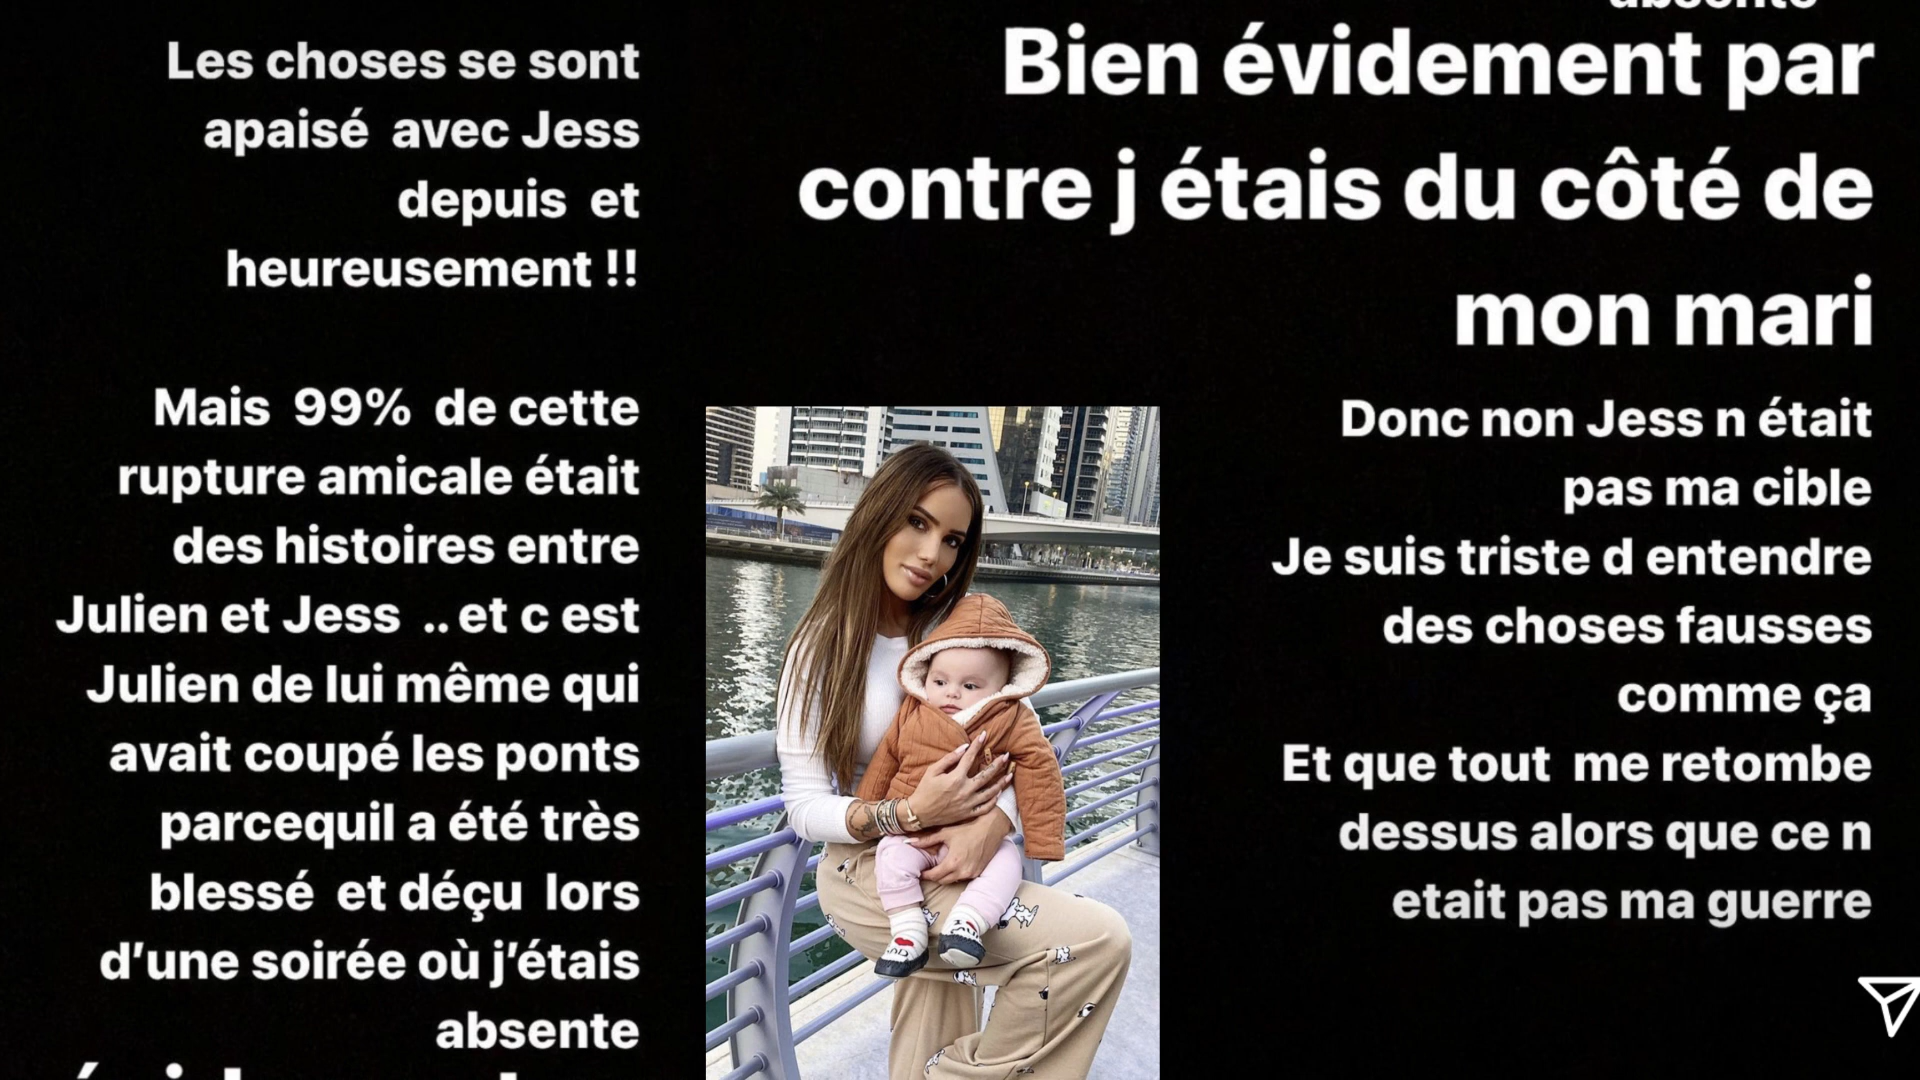 Les choses se sont
apaisé avec Jess
depuis et
heureusement !!
Mais 99% de cette
rupture amicale était
des histoires entre
Julien et Jess .. et c est
Julien de lui même qui
avait coupé les ponts
parcequil a été très
blessé et déçu lors
d’une soirée où j’étais
absente
absente
Bien évidement par
contre j étais du côté de
mon mari
Donc non Jess n était
pas ma cible
Je suis triste d entendre
des choses fausses
comme ça
Et que tout me retombe
dessus alors que ce n
etait pas ma guerre